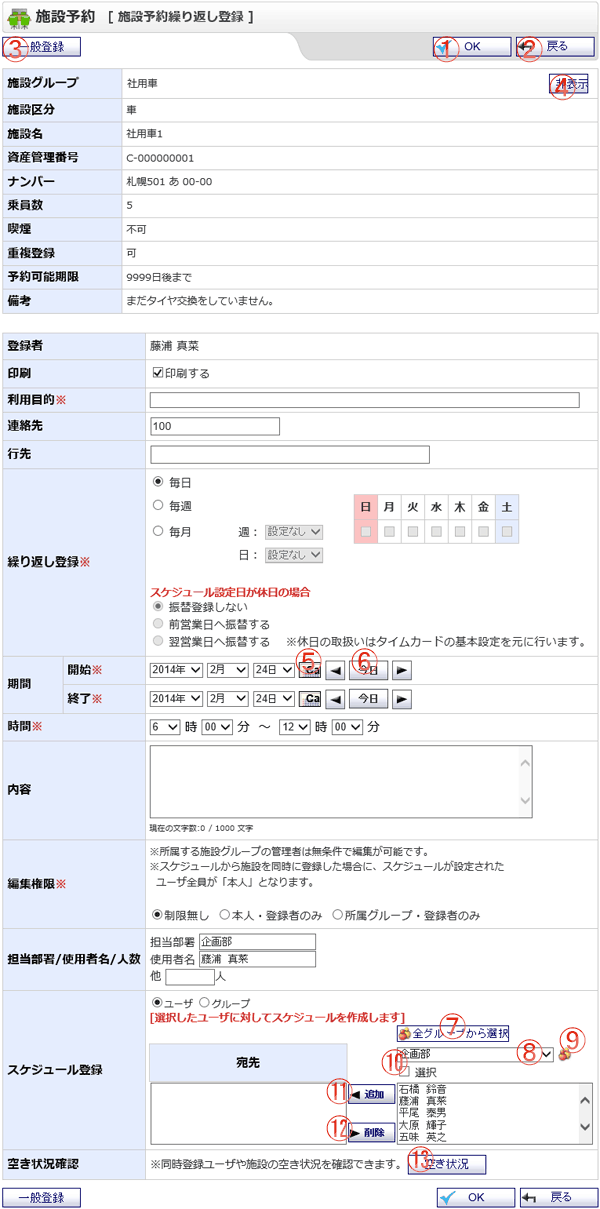 施設予約 [ 施設予約繰り返し登録 ]
③一般登録 ① OK ② 戻る
施設グループ 社用車 ④非表示
施設区分 車
施設名 社用車1
資産管理番号 C-000000001
ナンバー 札幌501 あ 00-00
乗員数 5
喫煙 不可
重複登録 可
予約可能期限 9999日後まで
備考 まだタイヤ交換をしていません。
登録者 藤浦 真菜
印刷 印刷する
利用目的※
連絡先 100
行先
繰り返し登録※
毎日
毎週 日 月 火 水 木 金 土
毎月 週： 設定なし
日： 設定なし
スケジュール設定日が休日の場合
振替登録しない
前営業日へ振替する
翌営業日へ振替する ※休日の取扱いはタイムカードの基本設定を元に行います。
期間 開始※ 2014年 2月 24日 ⑤ Ca ◀ ⑥ 今日 ▶
終了※ 2014年 2月 24日 Ca ◀ 今日 ▶
時間※ 6 時 00 分 ～ 12 時 00 分
内容
現在の文字数:0 / 1000 文字
編集権限※
※所属する施設グループの管理者は無条件で編集が可能です。
※スケジュールから施設を同時に登録した場合に、スケジュールが設定された
ユーザ全員が「本人」となります。
制限無し 本人・登録者のみ 所属グループ・登録者のみ
担当部署/使用者名/人数
担当部署 企画部
使用者名 藤浦 真菜
他 人
スケジュール登録
ユーザ グループ
[選択したユーザに対してスケジュールを作成します]
⑦ 全グループから選択
宛先 企画部 ⑧ ⑨
⑩ 選択
⑪ ◀ 追加
⑫ ▶ 削除
石橋 鈴音
藤浦 真菜
平尾 泰男
大原 輝子
五味 英之
空き状況確認 ※同時登録ユーザや施設の空き状況を確認できます。 ⑬ 空き状況
一般登録 OK 戻る